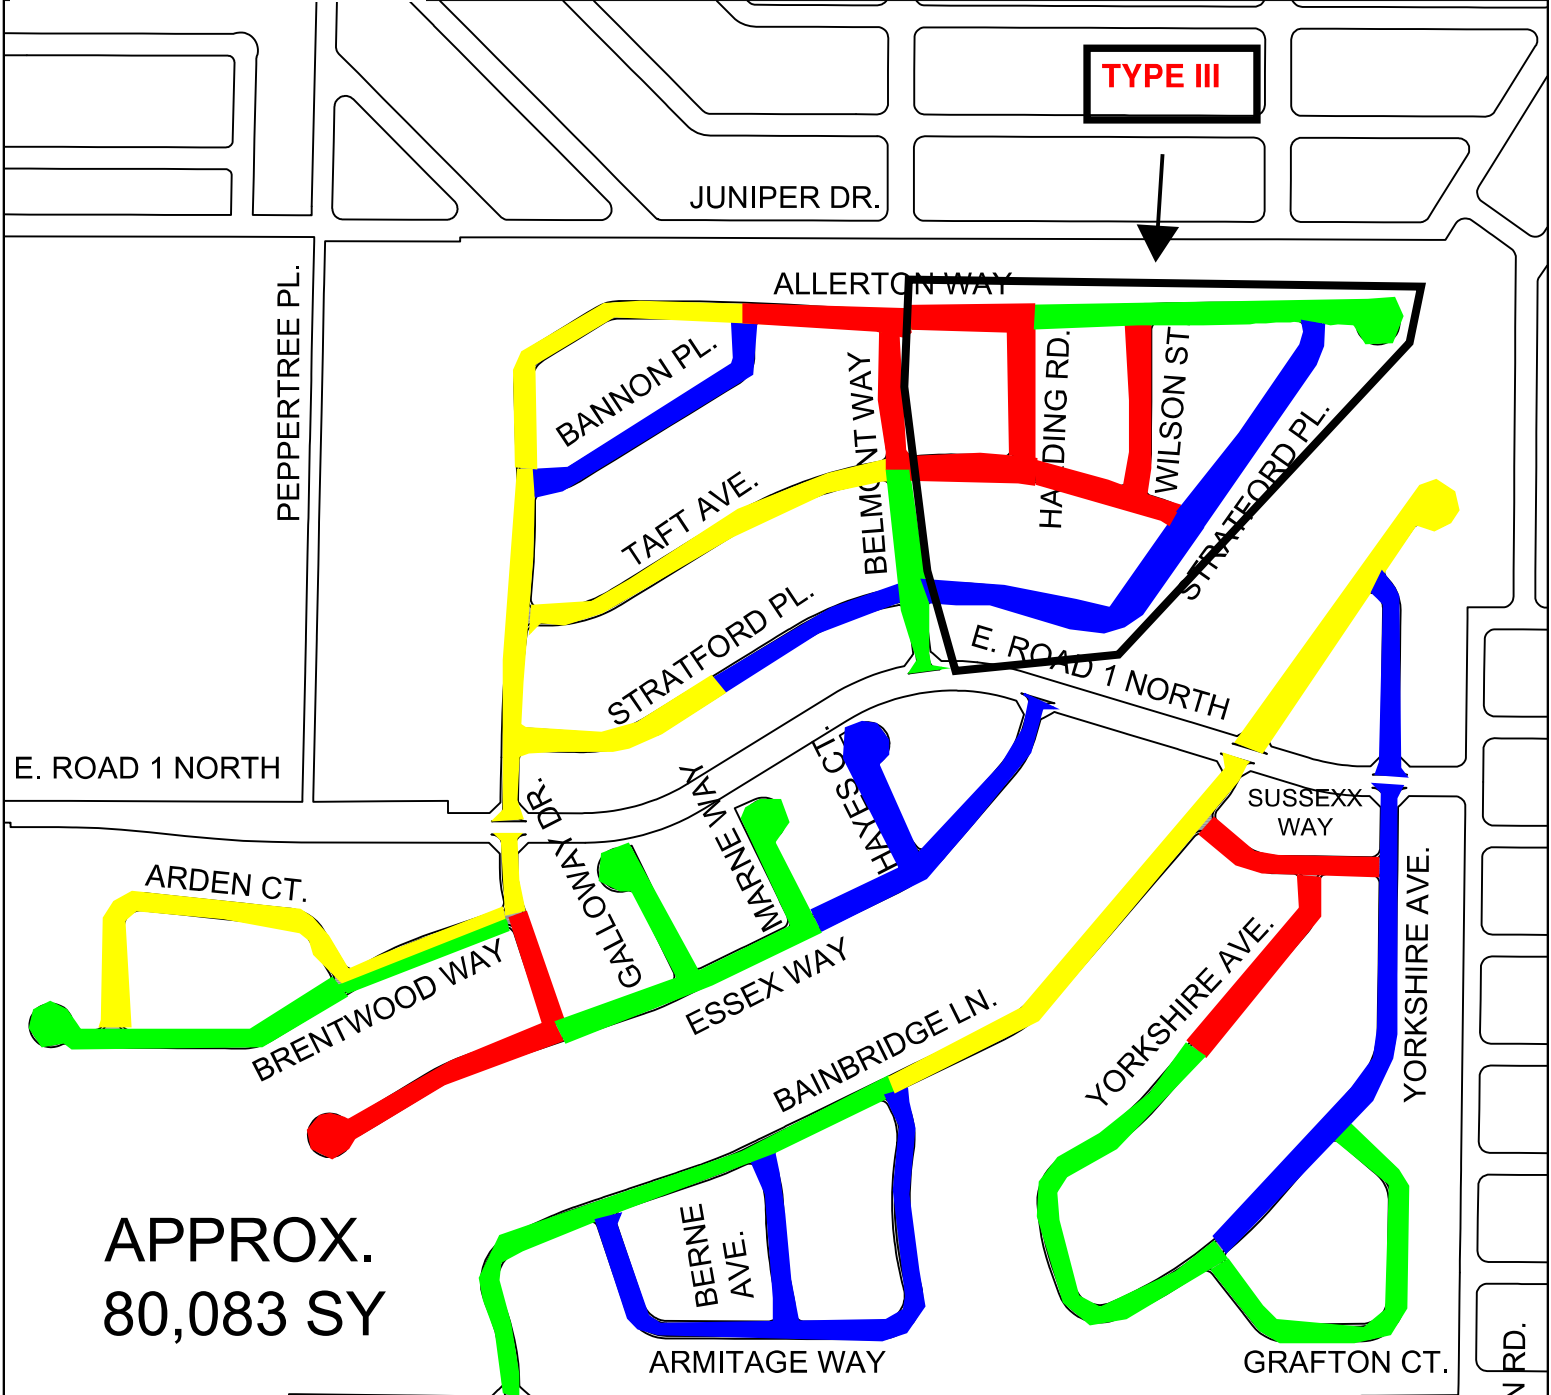 TYPE III
JUNIPER DR.
PEPPERTREE PL.
ALLERTON WAY
BANNON PL.
BELMONT WAY
HARDING RD.
WILSON ST
TAFT AVE.
STRATFORD PL.
STRATFORD PL.
E. ROAD 1 NORTH
E. ROAD 1 NORTH
GALLOWAY DR.
MARNE WAY
HAYES CT.
SUSSEXX
WAY
ARDEN CT.
BRENTWOOD WAY
ESSEX WAY
BAINBRIDGE LN.
YORKSHIRE AVE.
YORKSHIRE AVE.
APPROX.
80,083 SY
BERNE
AVE.
ARMITAGE WAY
GRAFTON CT.
RD.